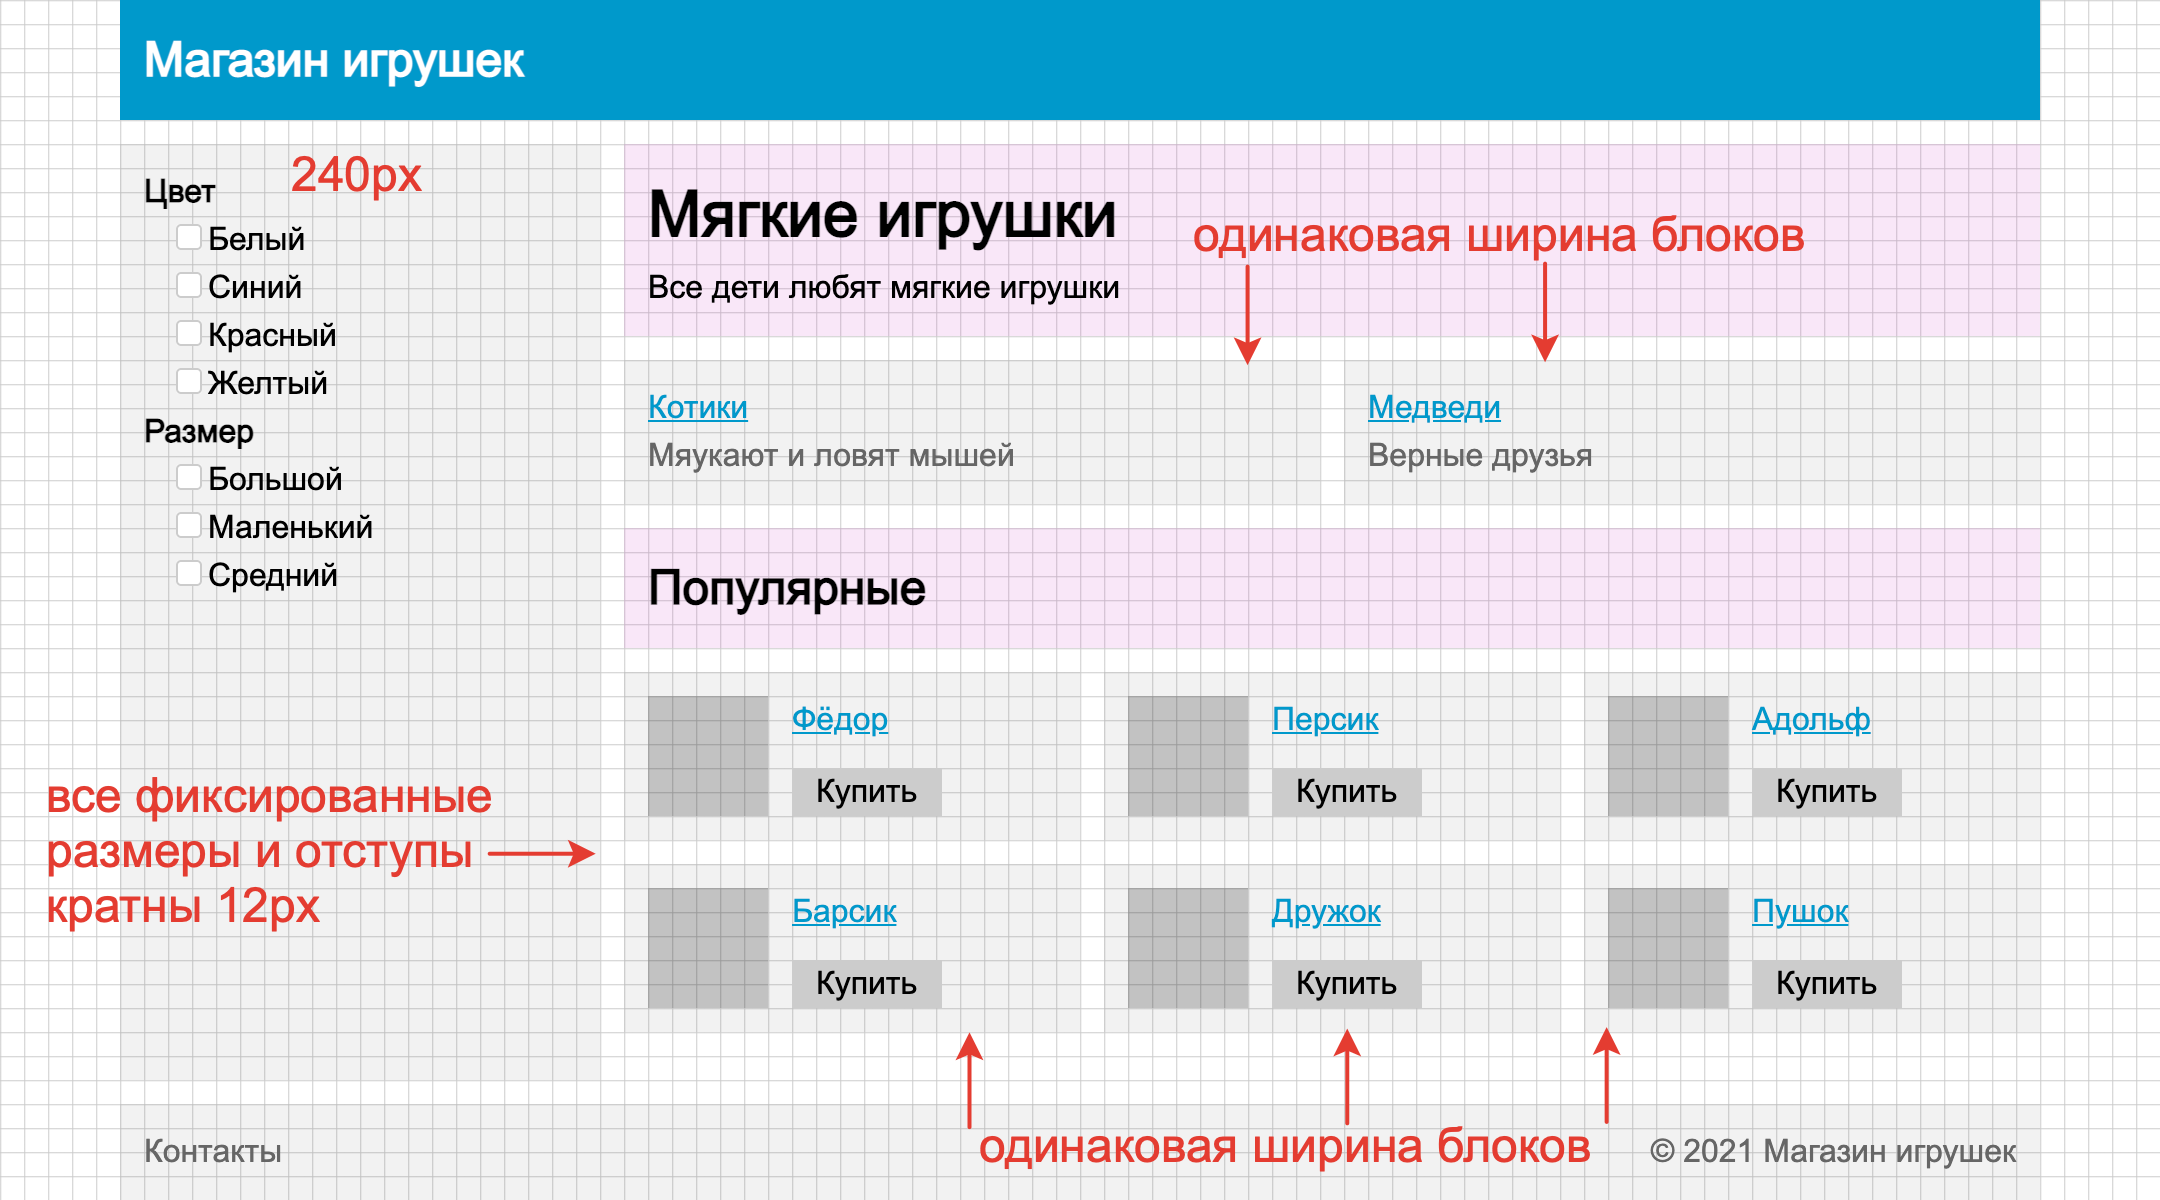 Магазин игрушек
240px
Цвет
Белый
Синий
Красный
Желтый
Размер
Большой
Маленький
Средний
все фиксированные
размеры и отступы
кратны 12px
Мягкие игрушки
Все дети любят мягкие игрушки
одинаковая ширина блоков
Котики
Мяукают и ловят мышей
Медведи
Верные друзья
Популярные
Фёдор
Купить
Персик
Купить
Адольф
Купить
Барсик
Купить
Дружок
Купить
Пушок
Купить
одинаковая ширина блоков
Контакты
© 2021 Магазин игрушек